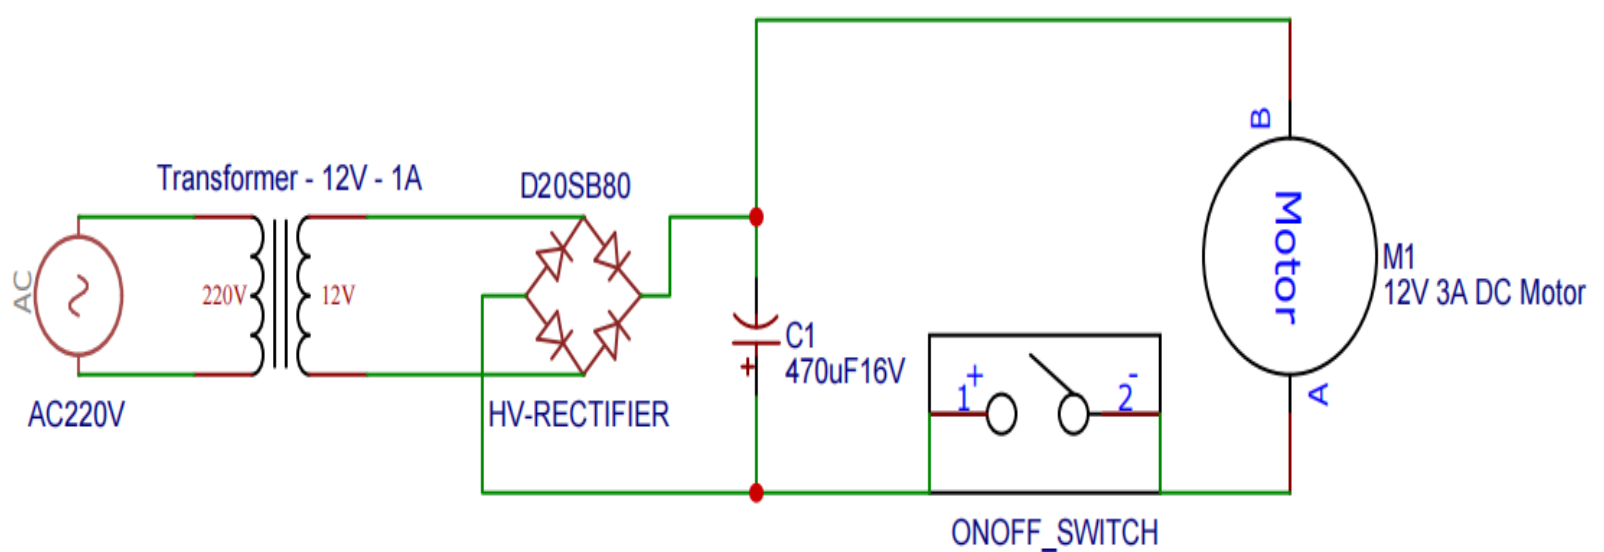 Transformer - 12V - 1A
D20SB80
AC
220V
12V
AC220V
HV-RECTIFIER
C1
470uF16V
+
+
1
-
2
ONOFF_SWITCH
B
Motor
A
M1
12V 3A DC Motor